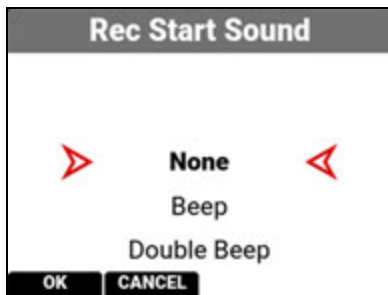 Rec Start Sound
None
Beep
Double Beep
OK CANCEL